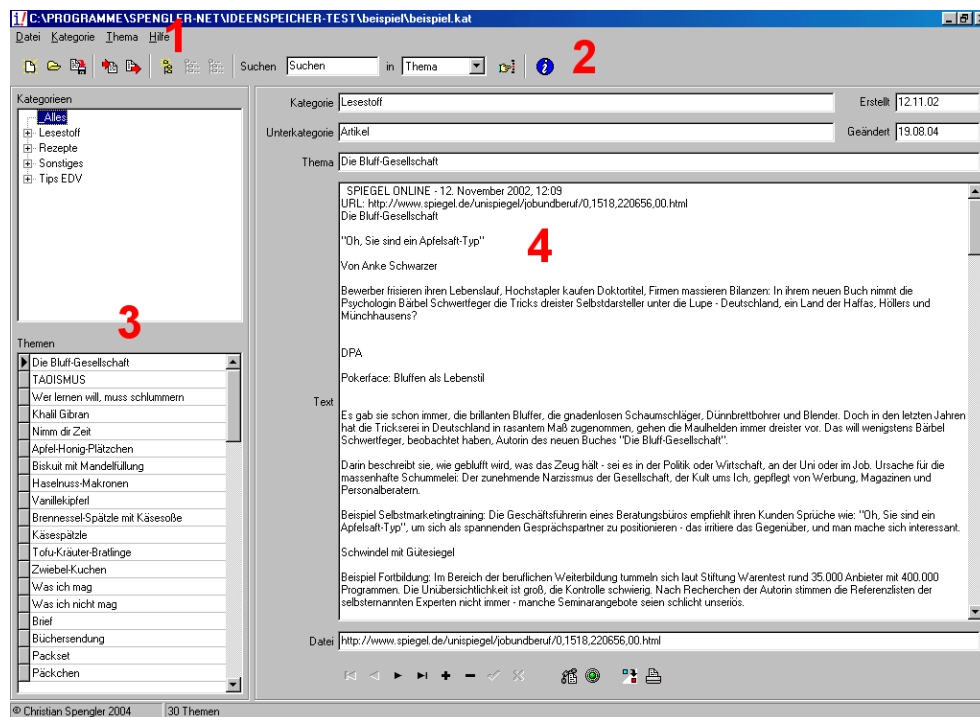 C:\PROGRAMME\SPENGLER-NET\IDEENSPEICHER-TEST\beispiel\beispiel.kat
Datei Kategorie Thema Hilfe
1
Suchen Suchen in Thema
2
Kategorieen
_Alles
Lesestoff
Rezepte
Sonstiges
Tips EDV
3
Themen
Die Bluff-Gesellschaft
TAOISMUS
Wer lernen will, muss schlummern
Khalil Gibran
Nimm dir Zeit
Apfel-Honig-Plätzchen
Biskuit mit Mandelfüllung
Haselnuss-Makronen
Vanillekipferl
Brennessel-Spätzle mit Käsesoße
Käsespätzle
Tofu-Kräuter-Bratlinge
Zwiebel-Kuchen
Was ich mag
Was ich nicht mag
Brief
Büchersendung
Packset
Päckchen
Kategorie Lesestoff Erstellt 12.11.02
Unterkategorie Artikel Geändert 19.08.04
Thema Die Bluff-Gesellschaft
Text
SPIEGEL ONLINE - 12. November 2002, 12:09
URL: http://www.spiegel.de/unispiegel/jobundberuf/0,1518,220656,00.html
Die Bluff-Gesellschaft
"Oh, Sie sind ein Apfelsaft-Typ"
4
Von Anke Schwarzer
Bewerber frisieren ihren Lebenslauf, Hochstapler kaufen Doktortitel, Firmen massieren Bilanzen: In ihrem neuen Buch nimmt die
Psychologin Bärbel Schwertfeger die Tricks dreister Selbstdarsteller unter die Lupe - Deutschland, ein Land der Haffas, Höllers und
Münchhausens?
DPA
Pokerface: Bluffen als Lebenstil
Es gab sie schon immer, die brillanten Bluffer, die gnadenlosen Schaumschläger, Dünnbrettbohrer und Blender. Doch in den letzten Jahren
hat die Trickserei in Deutschland in rasantem Maß zugenommen, gehen die Maulhelden immer dreister vor. Das will wenigstens Bärbel
Schwertfeger, beobachtet haben, Autorin des neuen Buches "Die Bluff-Gesellschaft".
Darin beschreibt sie, wie geblufft wird, was das Zeug hält - sei es in der Politik oder Wirtschaft, an der Uni oder im Job. Ursache für die
massenhafte Schummelei: Der zunehmende Narzissmus der Gesellschaft, der Kult ums Ich, gepflegt von Werbung, Magazinen und
Personalberatern.
Beispiel Selbstmarketingtraining: Die Geschäftsführerin eines Beratungsbüros empfiehlt ihren Kunden Sprüche wie: "Oh, Sie sind ein
Apfelsaft-Typ", um sich als spannenden Gesprächspartner zu positionieren - das irritiere das Gegenüber, und man mache sich interessant.
Schwindel mit Gütesiegel
Beispiel Fortbildung: Im Bereich der beruflichen Weiterbildung tummeln sich laut Stiftung Warentest rund 35.000 Anbieter mit 400.000
Programmen. Die Unübersichtlichkeit ist groß, die Kontrolle schwierig. Nach Recherchen der Autorin stimmen die Referenzlisten der
selbsternannten Experten nicht immer - manche Seminarangebote seien schlicht unseriös.
Datei http://www.spiegel.de/unispiegel/jobundberuf/0,1518,220656,00.html
© Christian Spengler 2004 30 Themen